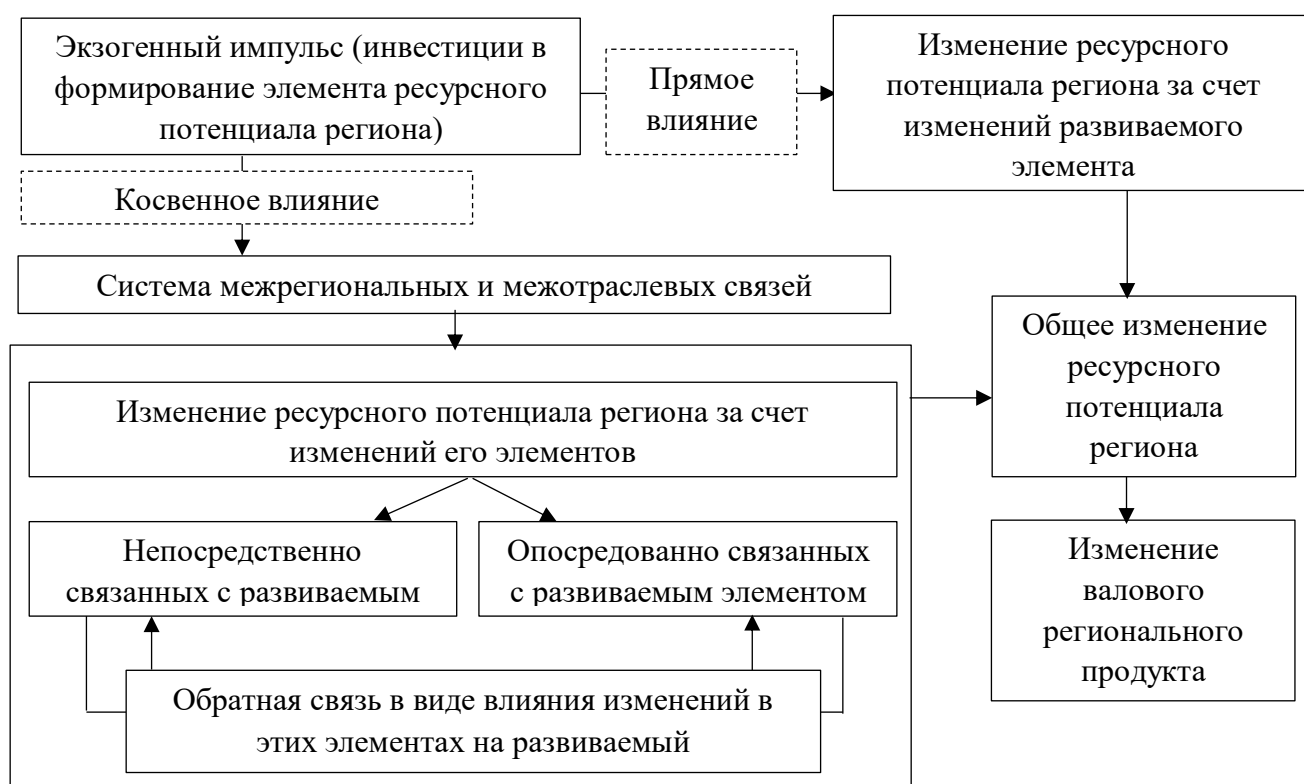 Экзогенный импульс (инвестиции в
формирование элемента ресурсного
потенциала региона)
Прямое
влияние
Изменение ресурсного
потенциала региона за счет
изменений развиваемого
элемента
Косвенное влияние
Система межрегиональных и межотраслевых связей
Общее изменение
ресурсного
потенциала
региона
Изменение ресурсного потенциала региона за счет
изменений его элементов
Непосредственно
связанных с развиваемым
Опосредованно связанных
с развиваемым элементом
Изменение
валового
регионального
продукта
Обратная связь в виде влияния изменений в
этих элементах на развиваемый